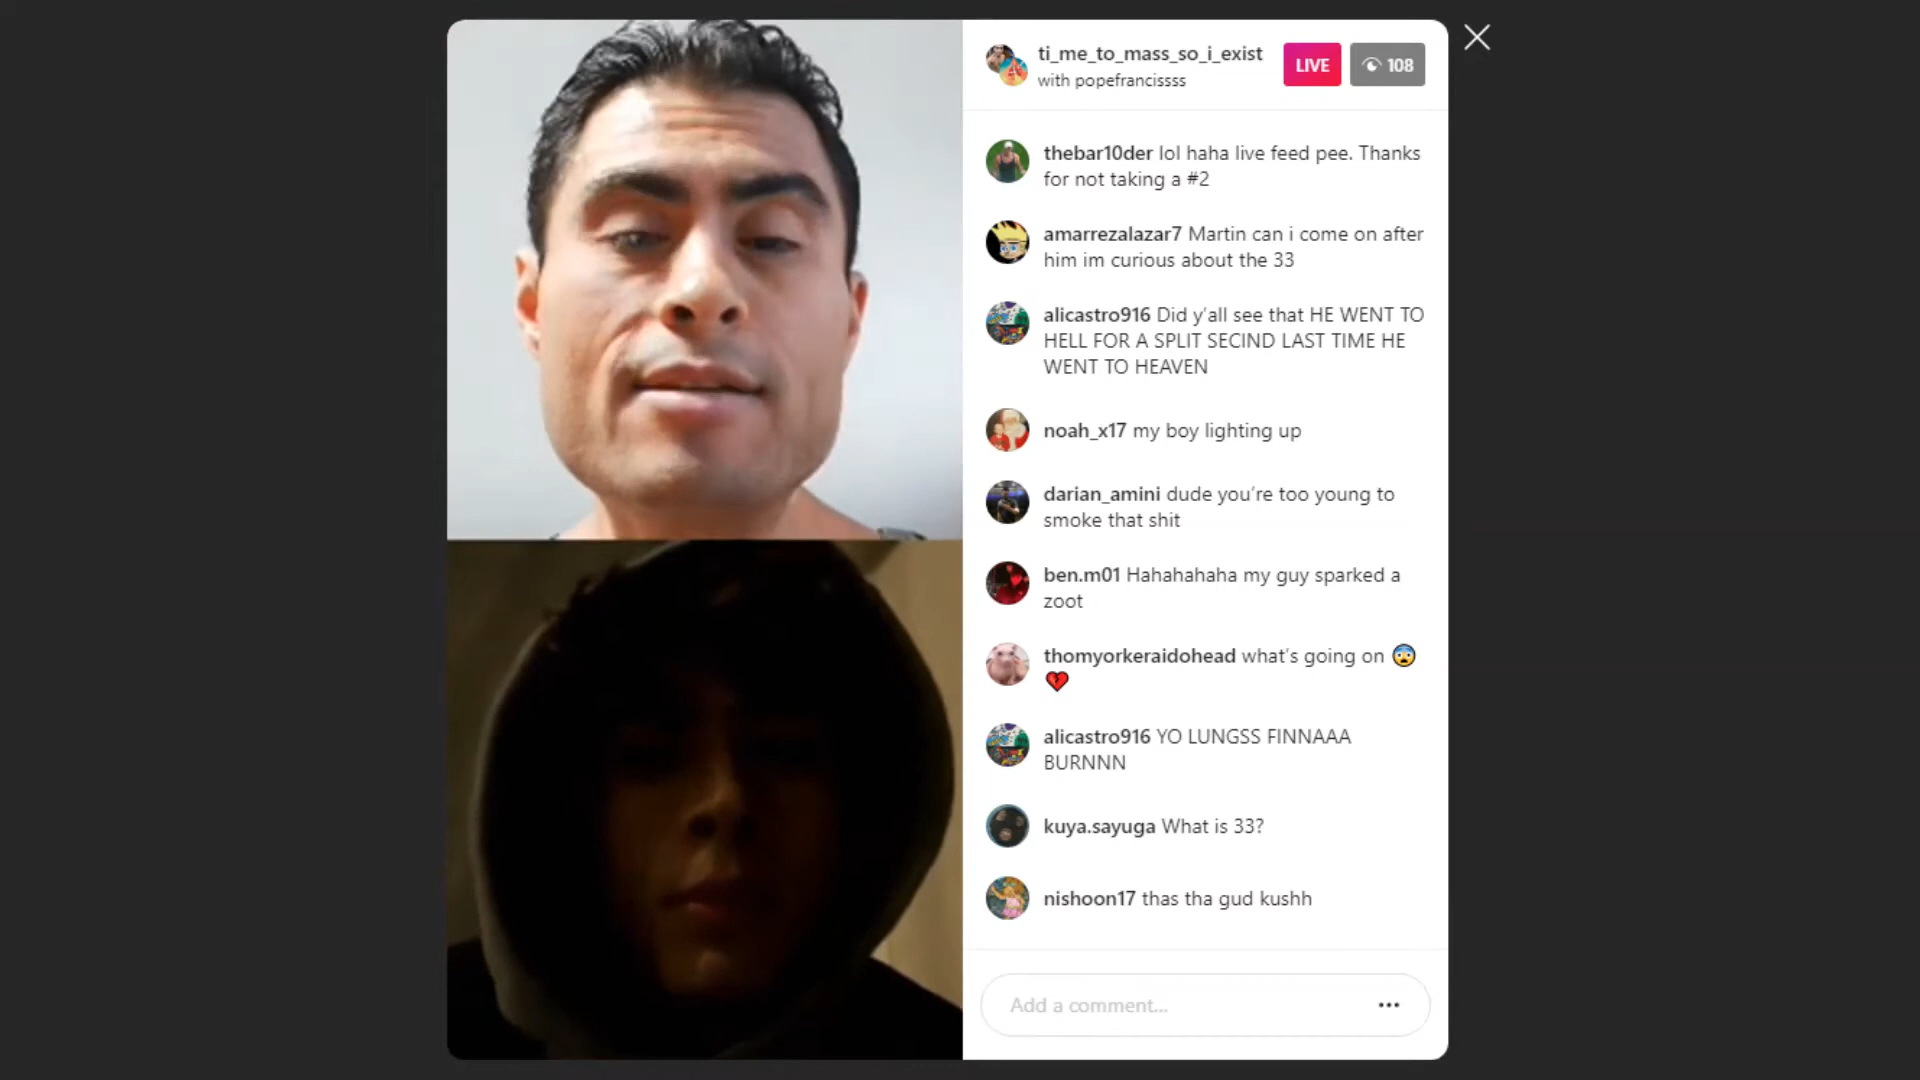 ti_me_to_mass_so_i_exist
with popefrancissss
LIVE
108
thebar10der lol haha live feed pee. Thanks
for not taking a #2
amarrezalazar7 Martin can i come on after
him im curious about the 33
alicastro916 Did y'all see that HE WENT TO
HELL FOR A SPLIT SECIND LAST TIME HE
WENT TO HEAVEN
noah_x17 my boy lighting up
darian_amini dude you're too young to
smoke that shit
ben.m01 Hahahahaha my guy sparked a
zoot
thomyorkeraidohead what's going on 😨
💔
alicastro916 YO LUNGSS FINNAAA
BURNNN
kuya.sayuga What is 33?
nishoon17 thas tha gud kushh
Add a comment...